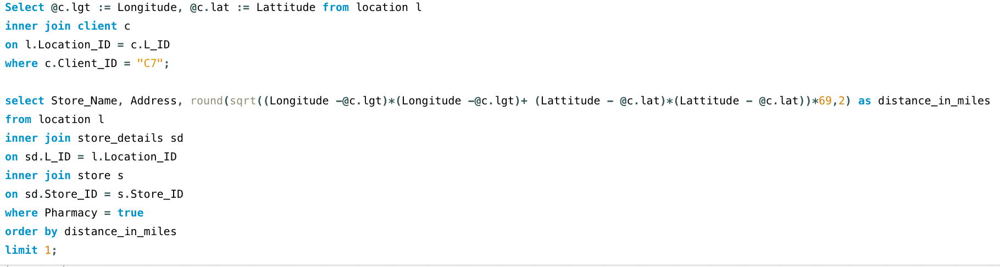 Select @c.lgt := Longitude, @c.lat := Lattitude from location l
inner join client c
on l.Location_ID = c.L_ID
where c.Client_ID = "C7";
select Store_Name, Address, round(sqrt((Longitude -@c.lgt)*(Longitude -@c.lgt)+ (Lattitude - @c.lat)*(Lattitude - @c.lat))*69,2) as distance_in_miles
from location l
inner join store_details sd
on sd.L_ID = l.Location_ID
inner join store s
on sd.Store_ID = s.Store_ID
where Pharmacy = true
order by distance_in_miles
limit 1;